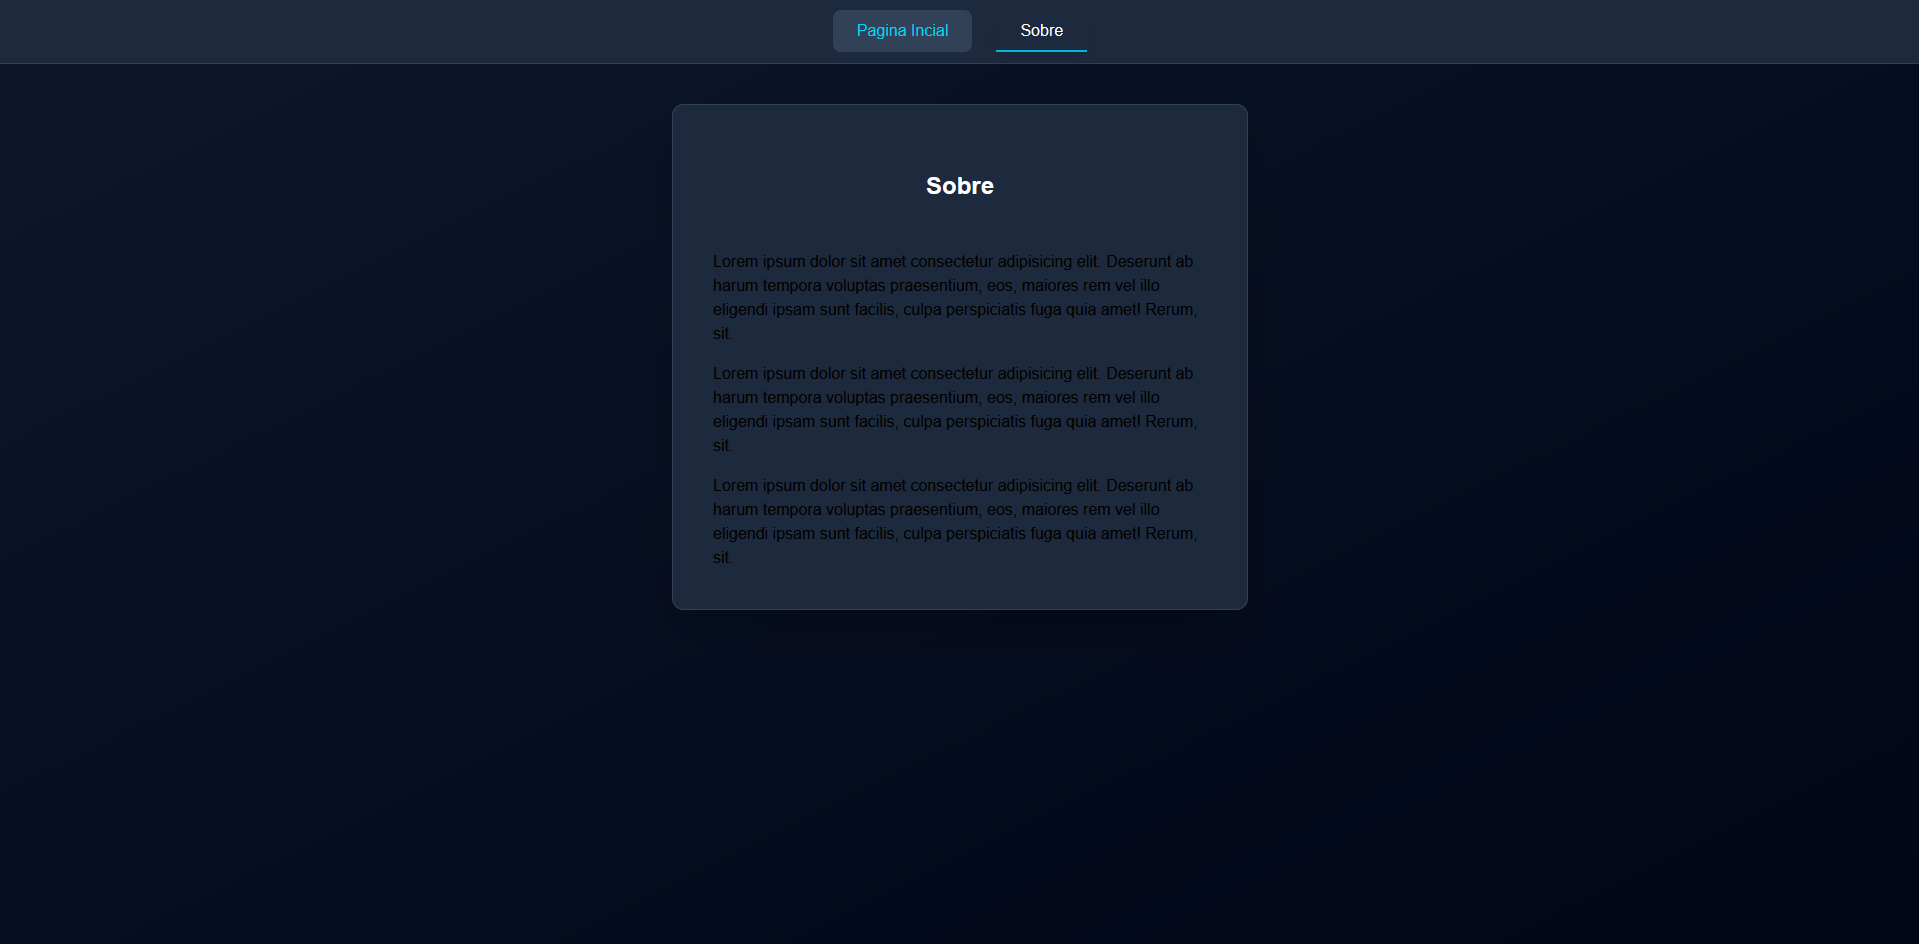 Pagina Incial
Sobre
Sobre
Lorem ipsum dolor sit amet consectetur adipisicing elit. Deserunt ab
harum tempora voluptas praesentium, eos, maiores rem vel illo
eligendi ipsam sunt facilis, culpa perspiciatis fuga quia amet! Rerum,
sit.
Lorem ipsum dolor sit amet consectetur adipisicing elit. Deserunt ab
harum tempora voluptas praesentium, eos, maiores rem vel illo
eligendi ipsam sunt facilis, culpa perspiciatis fuga quia amet! Rerum,
sit.
Lorem ipsum dolor sit amet consectetur adipisicing elit. Deserunt ab
harum tempora voluptas praesentium, eos, maiores rem vel illo
eligendi ipsam sunt facilis, culpa perspiciatis fuga quia amet! Rerum,
sit.